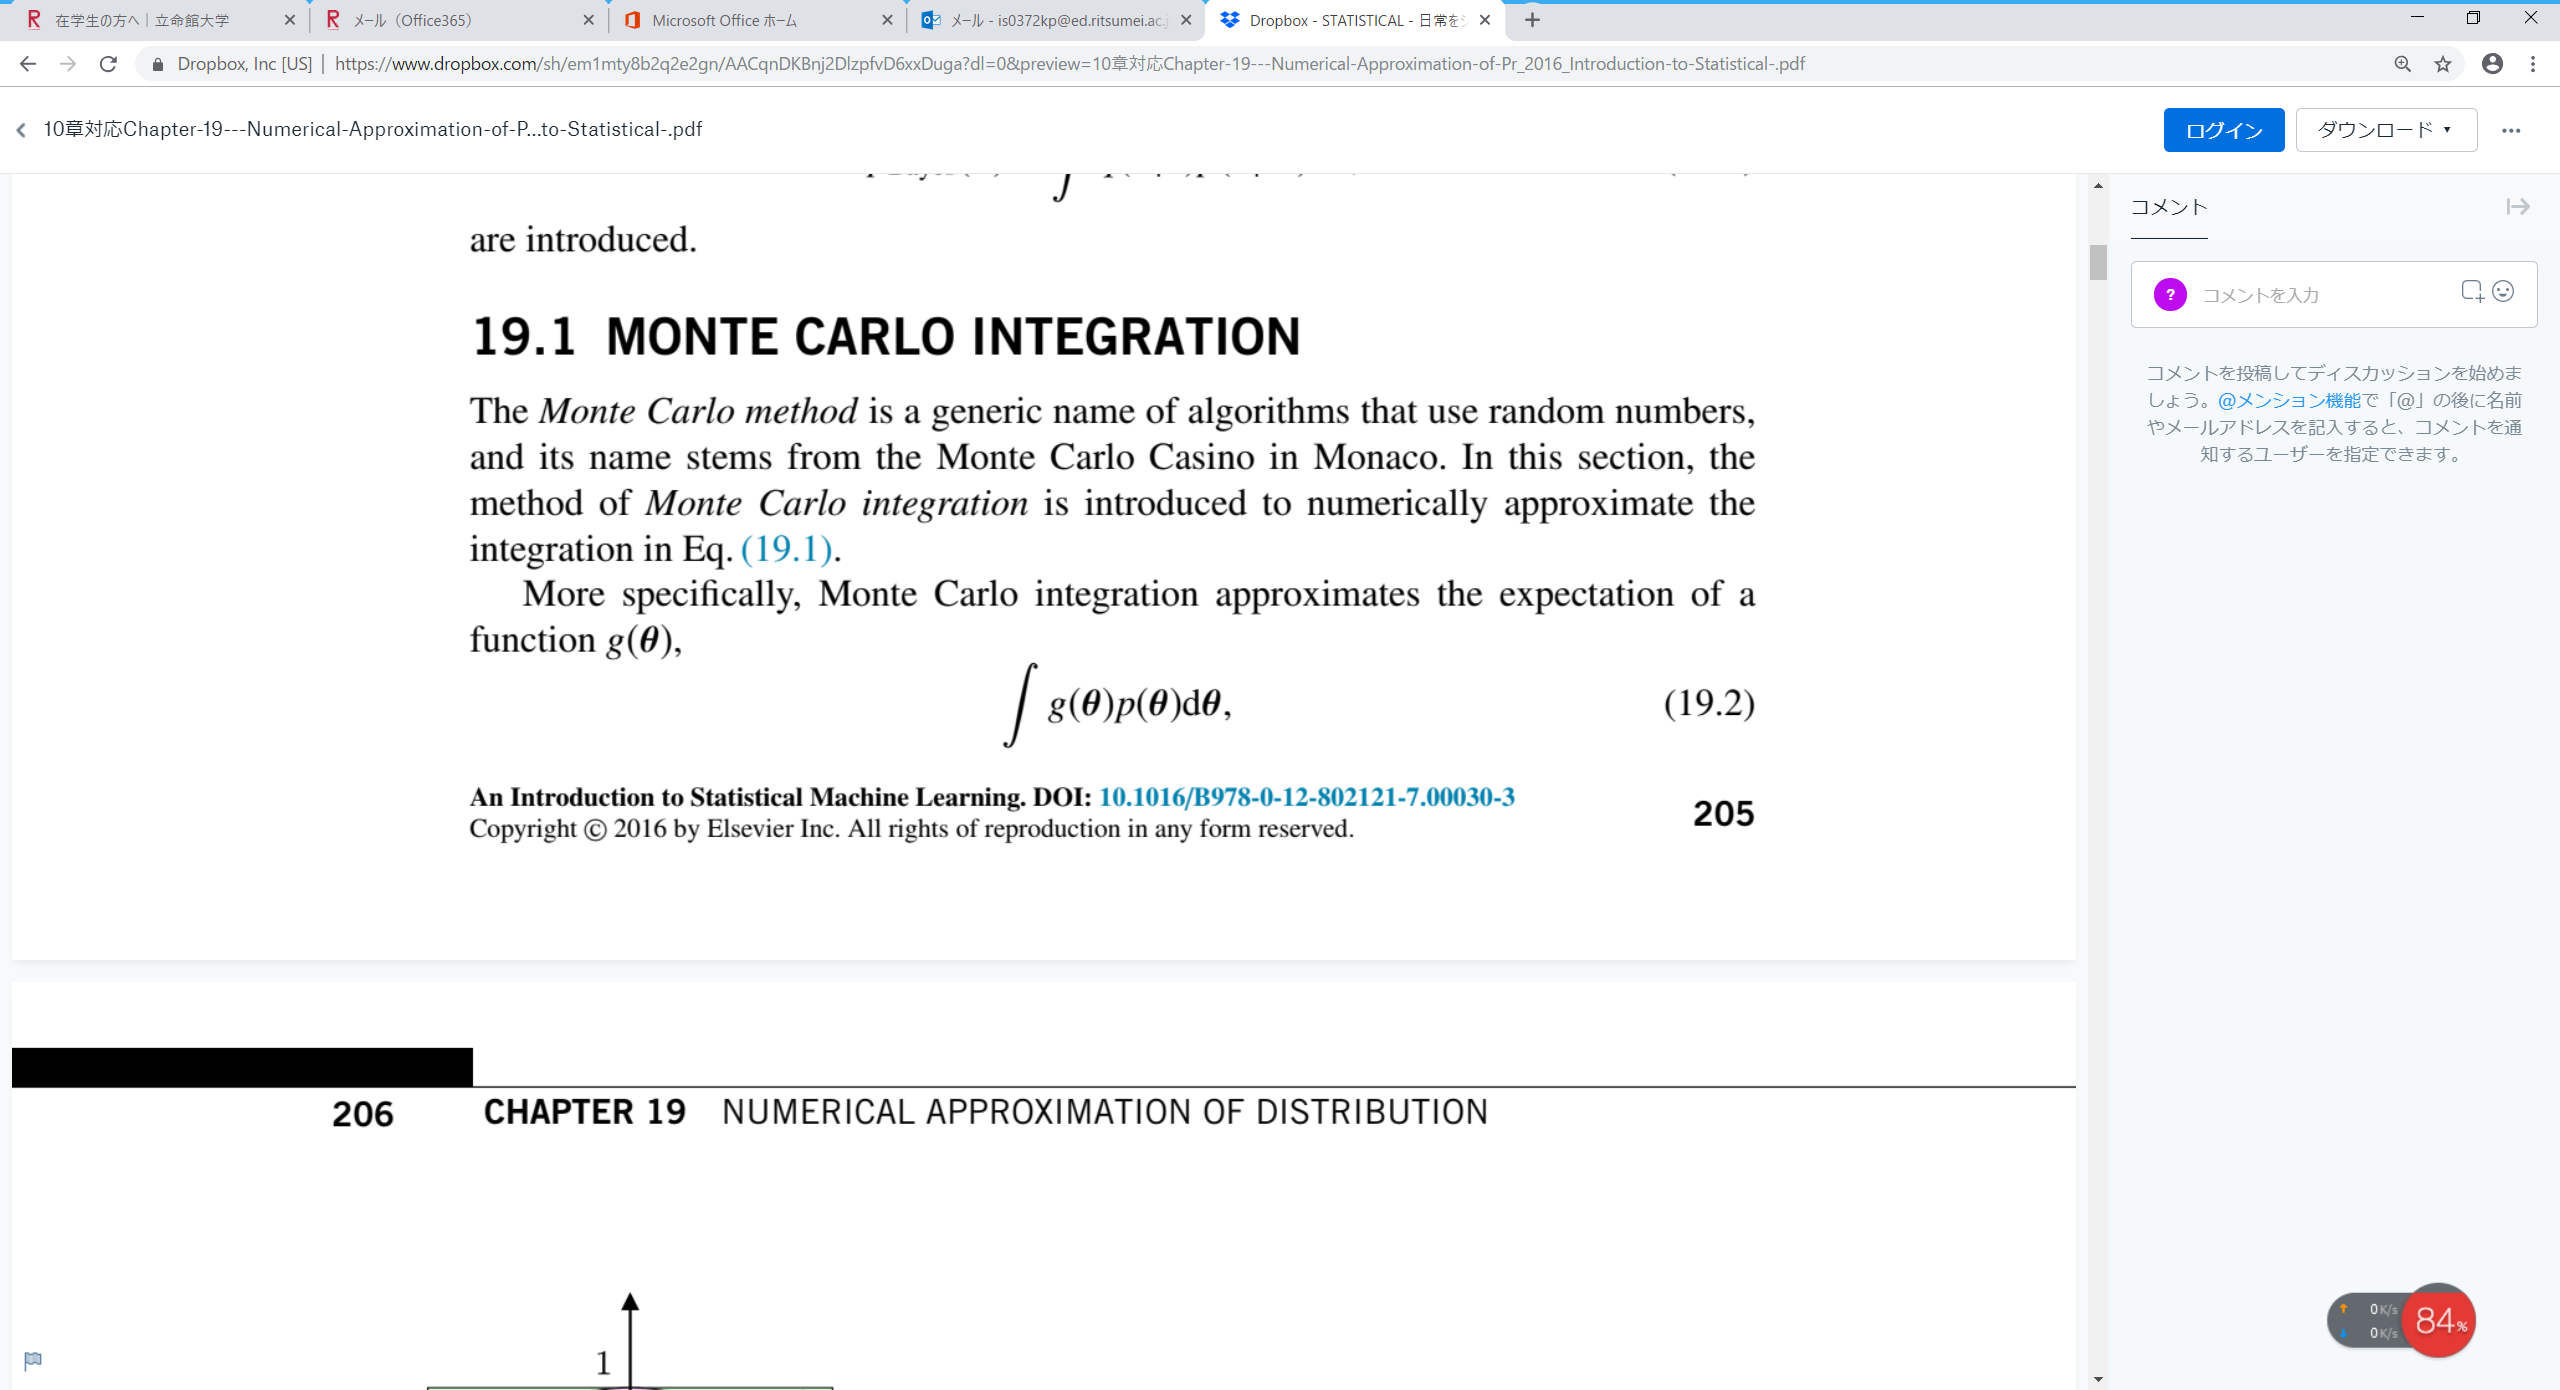 在学生の方へ | 立命館大学
メール（Office365）
Microsoft Office ホーム
メール - is0372kp@ed.ritsumei.ac.j
Dropbox - STATISTICAL - 日常を
Dropbox, Inc [US] | https://www.dropbox.com/sh/em1mty8b2q2e2gn/AACqnDKBnj2DlzpfvD6xxDuga?dl=0&preview=10章対応Chapter-19---Numerical-Approximation-of-Pr_2016_Introduction-to-Statistical-.pdf
10章対応Chapter-19---Numerical-Approximation-of-P...to-Statistical-.pdf
ログイン
ダウンロード
are introduced.
19.1 MONTE CARLO INTEGRATION
The Monte Carlo method is a generic name of algorithms that use random numbers,
and its name stems from the Monte Carlo Casino in Monaco. In this section, the
method of Monte Carlo integration is introduced to numerically approximate the
integration in Eq. (19.1).
More specifically, Monte Carlo integration approximates the expectation of a
function g(θ),
∫ g(θ)p(θ)dθ, (19.2)
An Introduction to Statistical Machine Learning. DOI: 10.1016/B978-0-12-802121-7.00030-3
Copyright © 2016 by Elsevier Inc. All rights of reproduction in any form reserved.
205
206 CHAPTER 19 NUMERICAL APPROXIMATION OF DISTRIBUTION
1
コメント
?
コメントを入力
コメントを投稿してディスカッションを始めま
しょう。@メンション機能で「@」の後に名前
やメールアドレスを記入すると、コメントを通
知するユーザーを指定できます。
0 K/s
0 K/s
84%